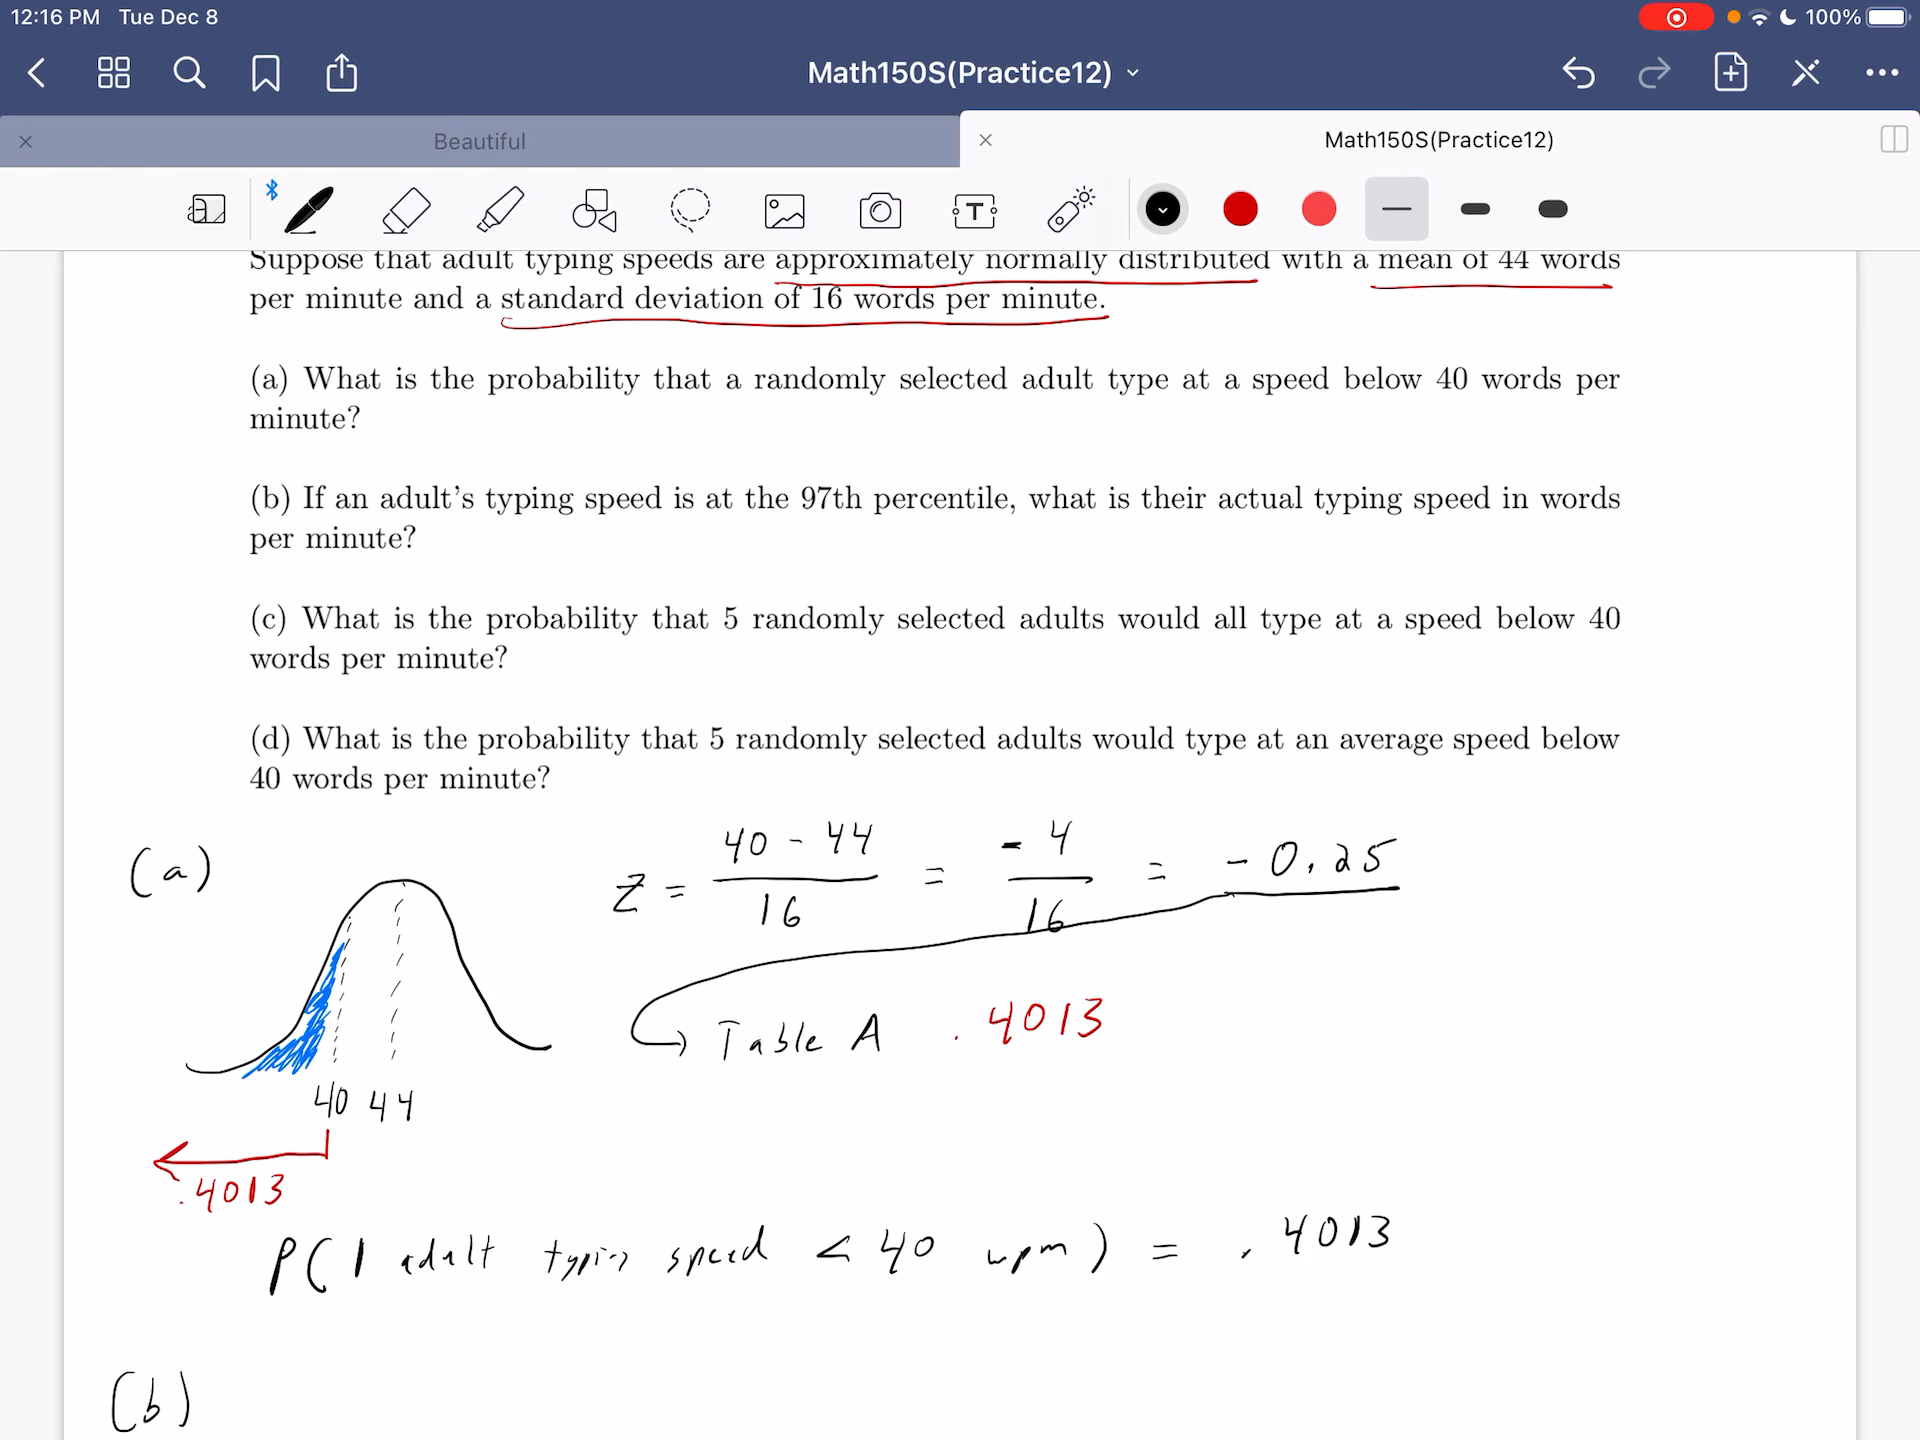 12:16 PM Tue Dec 8
100%
Math150S(Practice12)
Beautiful
Math150S(Practice12)
Suppose that adult typing speeds are approximately normally distributed with a mean of 44 words
per minute and a standard deviation of 16 words per minute.
(a) What is the probability that a randomly selected adult type at a speed below 40 words per
minute?
(b) If an adult's typing speed is at the 97th percentile, what is their actual typing speed in words
per minute?
(c) What is the probability that 5 randomly selected adults would all type at a speed below 40
words per minute?
(d) What is the probability that 5 randomly selected adults would type at an average speed below
40 words per minute?
(a)
z = 40 - 44 / 16 = - 4 / 16 = - 0.25
Table A .4013
40 44
.4013
P( 1 adult typing speed < 40 wpm ) = .4013
(b)